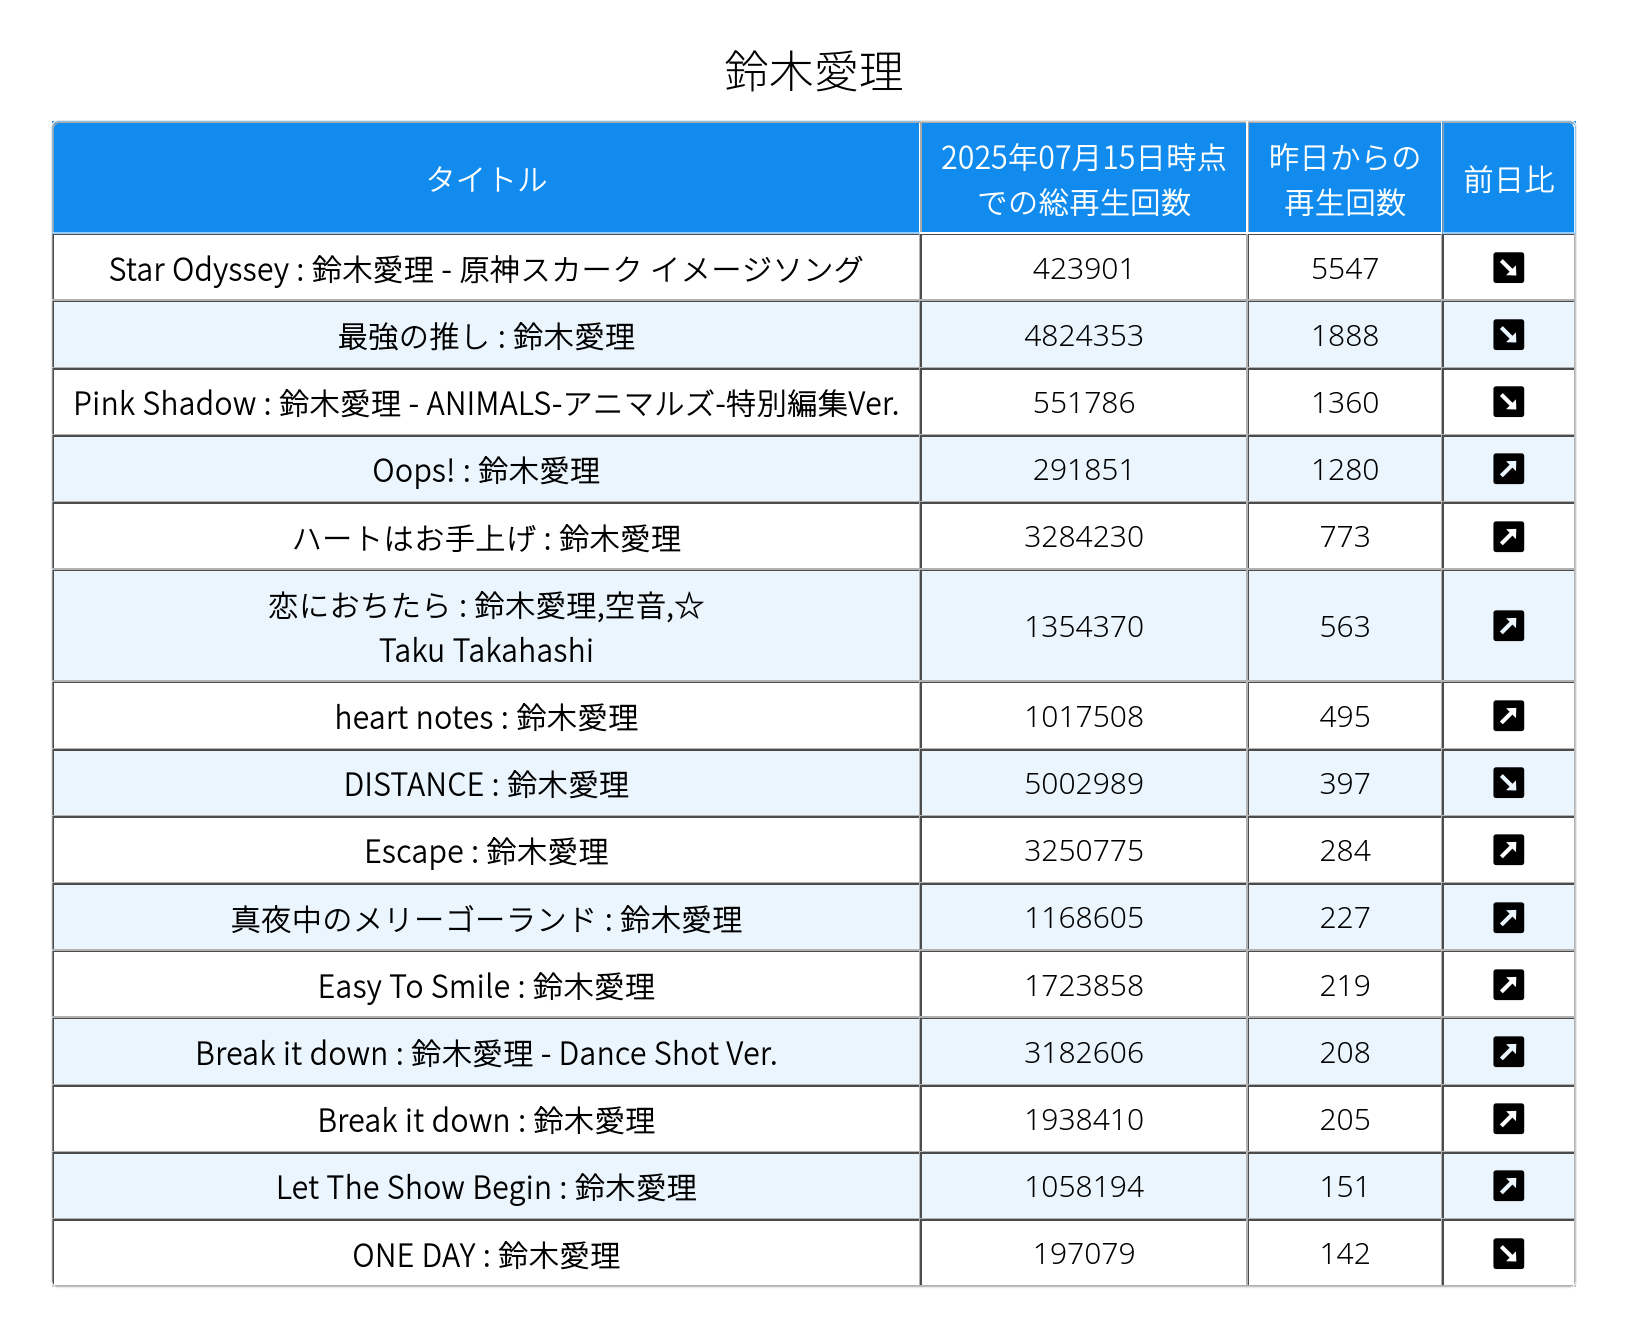 鈴木愛理
タイトル
2025年07月15日時点
での総再生回数
昨日からの
再生回数
前日比
Star Odyssey : 鈴木愛理 - 原神スカーク イメージソング 423901 5547
最強の推し : 鈴木愛理 4824353 1888
Pink Shadow : 鈴木愛理 - ANIMALS-アニマルズ-特別編集Ver. 551786 1360
Oops! : 鈴木愛理 291851 1280
ハートはお手上げ : 鈴木愛理 3284230 773
恋におちたら : 鈴木愛理,空音,☆
Taku Takahashi 1354370 563
heart notes : 鈴木愛理 1017508 495
DISTANCE : 鈴木愛理 5002989 397
Escape : 鈴木愛理 3250775 284
真夜中のメリーゴーランド : 鈴木愛理 1168605 227
Easy To Smile : 鈴木愛理 1723858 219
Break it down : 鈴木愛理 - Dance Shot Ver. 3182606 208
Break it down : 鈴木愛理 1938410 205
Let The Show Begin : 鈴木愛理 1058194 151
ONE DAY : 鈴木愛理 197079 142